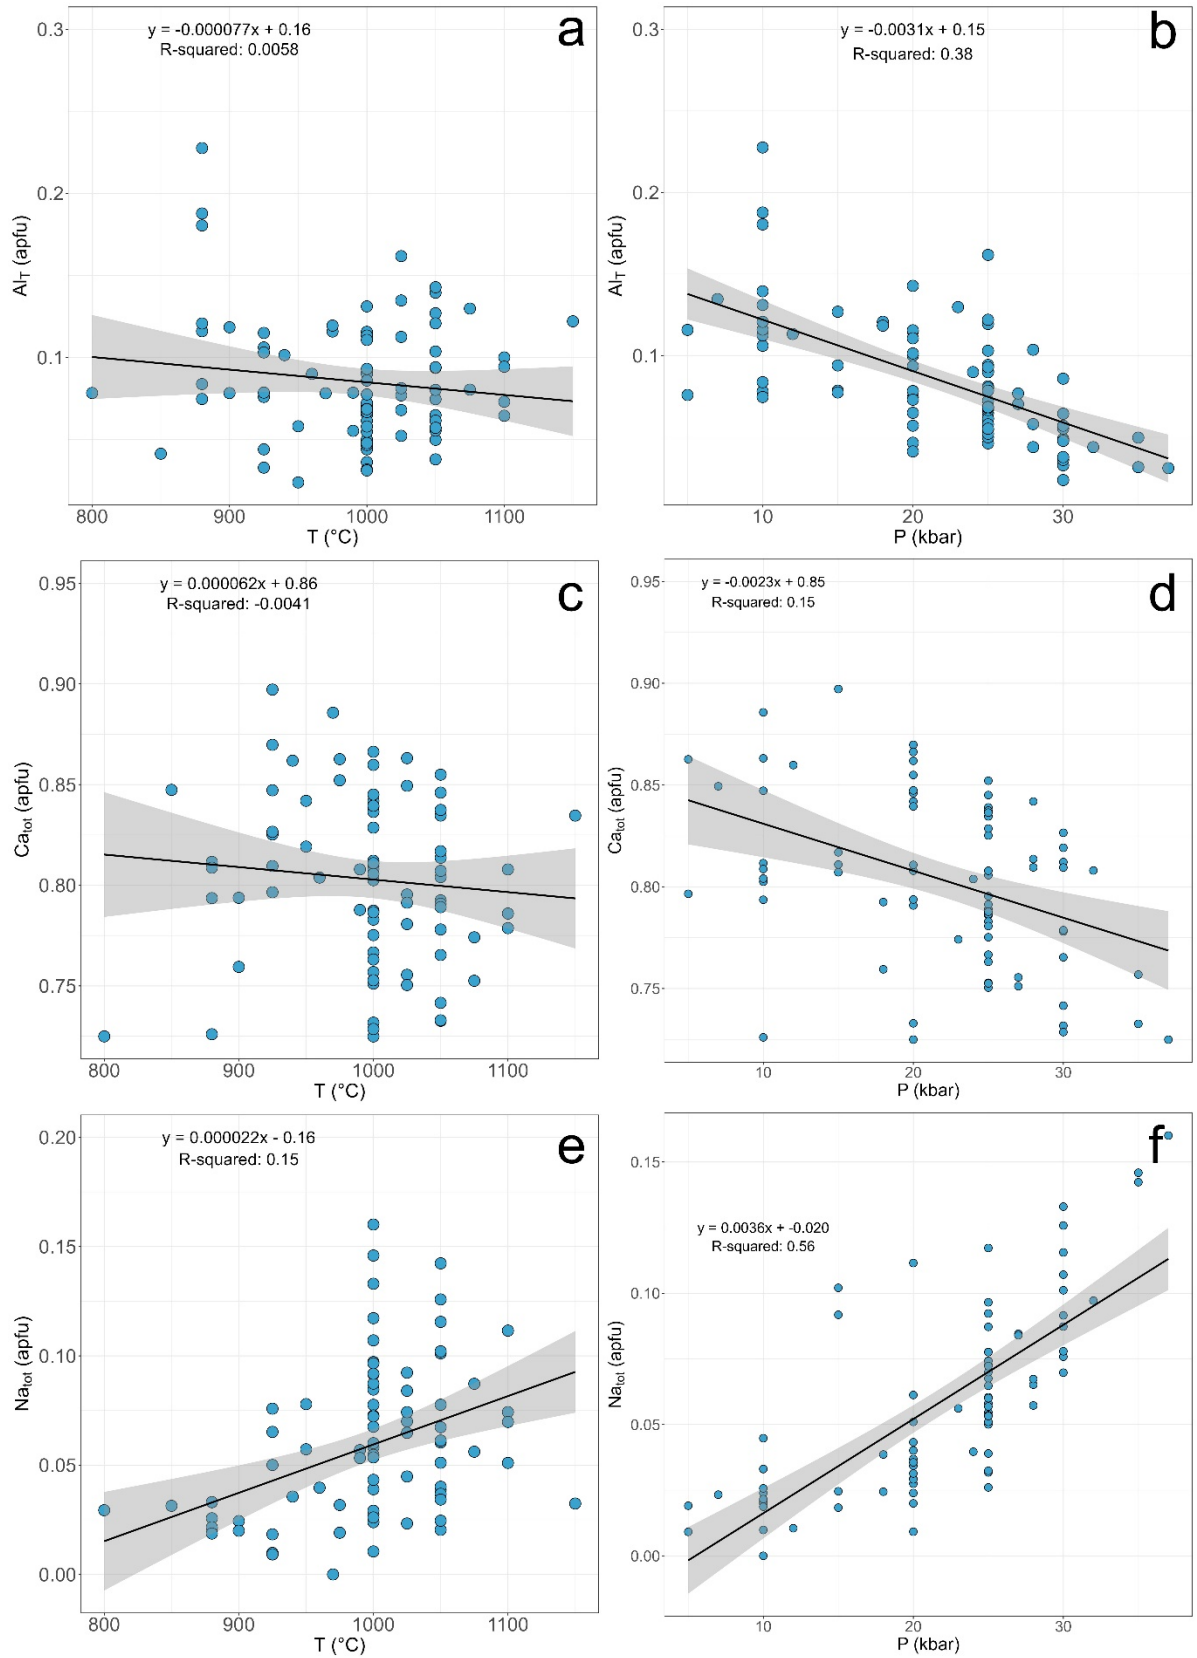 y = -0.000077x + 0.16
R-squared: 0.0058
a
0.3
0.2
0.1
Al_T (apfu)
800 900 1000 1100
T (°C)
y = -0.0031x + 0.15
R-squared: 0.38
b
0.3
0.2
0.1
Al_T (apfu)
10 20 30
P (kbar)
y = 0.000062x + 0.86
R-squared: -0.0041
c
0.95
0.90
0.85
0.80
0.75
Ca_tot (apfu)
800 900 1000 1100
T (°C)
y = -0.0023x + 0.85
R-squared: 0.15
d
0.95
0.90
0.85
0.80
0.75
Ca_tot (apfu)
10 20 30
P (kbar)
y = 0.000022x - 0.16
R-squared: 0.15
e
0.20
0.15
0.10
0.05
0.00
Na_tot (apfu)
800 900 1000 1100
T (°C)
f
y = 0.0036x + -0.020
R-squared: 0.56
0.15
0.10
0.05
0.00
Na_tot (apfu)
10 20 30
P (kbar)